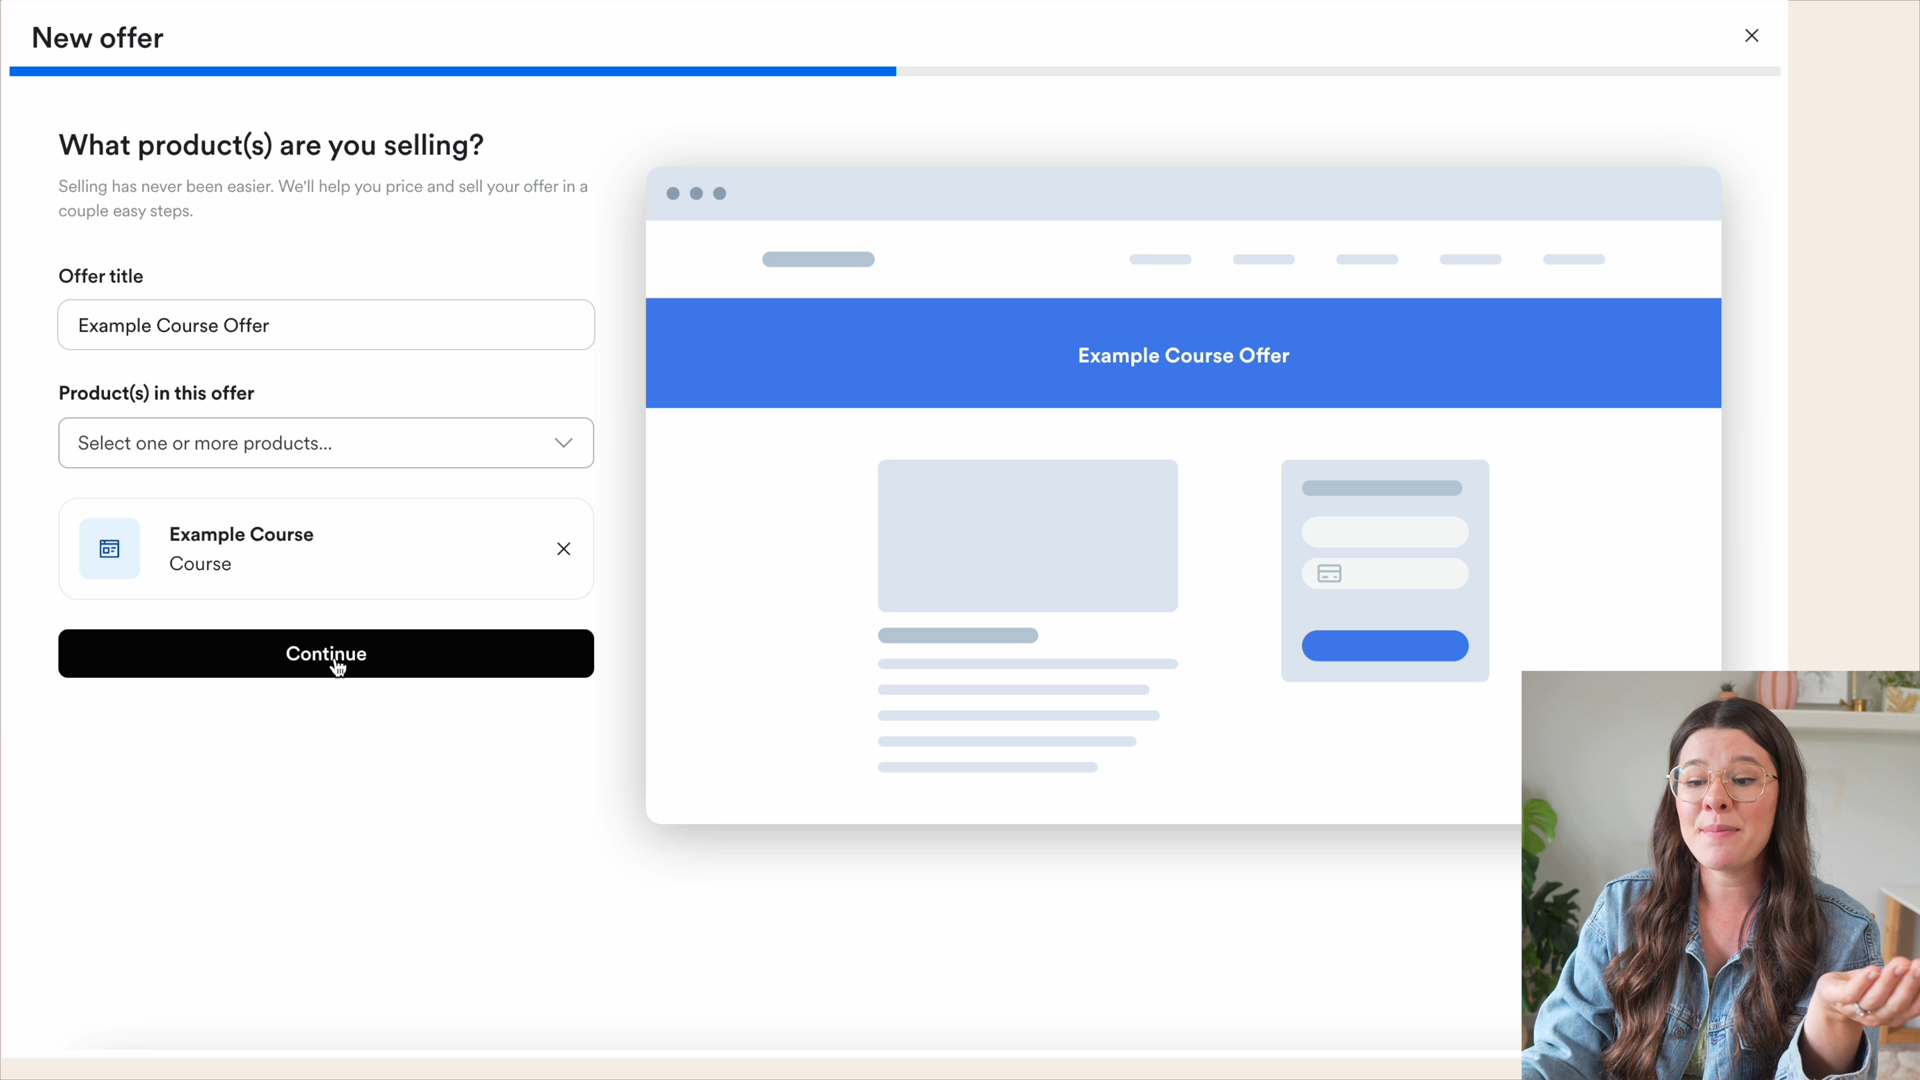 New offer
What product(s) are you selling?
Selling has never been easier. We'll help you price and sell your offer in a
couple easy steps.
Offer title
Example Course Offer
Product(s) in this offer
Select one or more products...
Example Course
Course
Continue
Example Course Offer